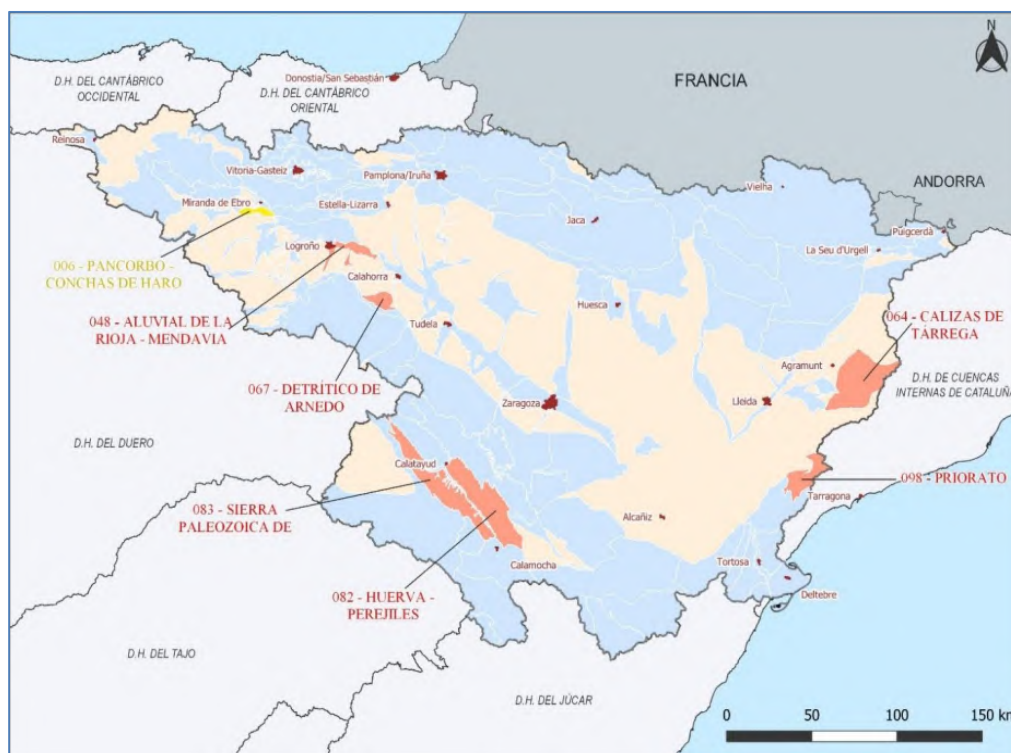 N
FRANCIA
D.H. DEL CANTÁBRICO
OCCIDENTAL
Donostia/San Sebastián
D.H. DEL CANTÁBRICO
ORIENTAL
Reinosa
Vitoria-Gasteiz
Pamplona/Iruña
ANDORRA
Vielha
Miranda de Ebro
Estella-Lizarra
Jaca
Puigcerdà
La Seu d'Urgell
Logroño
006 - PANCORBO -
CONCHAS DE HARO
Calahorra
Huesca
048 - ALUVIAL DE LA
RIOJA - MENDAVIA
Tudela
064 - CALIZAS DE
TÁRREGA
Agramunt
067 - DETRÍTICO DE
ARNEDO
Zaragoza
Lleida
D.H. DE CUENCAS
INTERNAS DE CATALUÑA
D.H. DEL DUERO
Calatayud
098 - PRIORATO
Tarragona
083 - SIERRA
PALEOZOICA DE
Alcañiz
Calamocha
Tortosa
082 - HUERVA -
PEREJILES
Deltebre
D.H. DEL TAJO
D.H. DEL JÚCAR
0 50 100 150 km